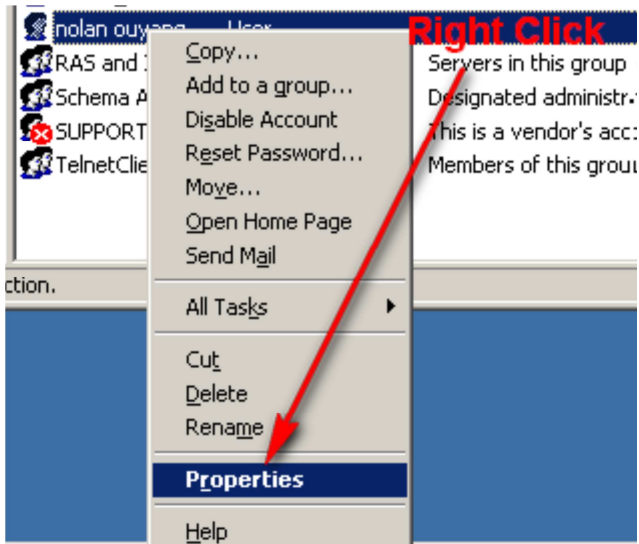 nolan ouyang User Right Click
RAS and Servers in this group
Schema A Designated administr
SUPPORT This is a vendor's acc
TelnetClie Members of this grou
Copy...
Add to a group...
Disable Account
Reset Password...
Move...
Open Home Page
Send Mail
ction.
All Tasks
Cut
Delete
Rename
Properties
Help